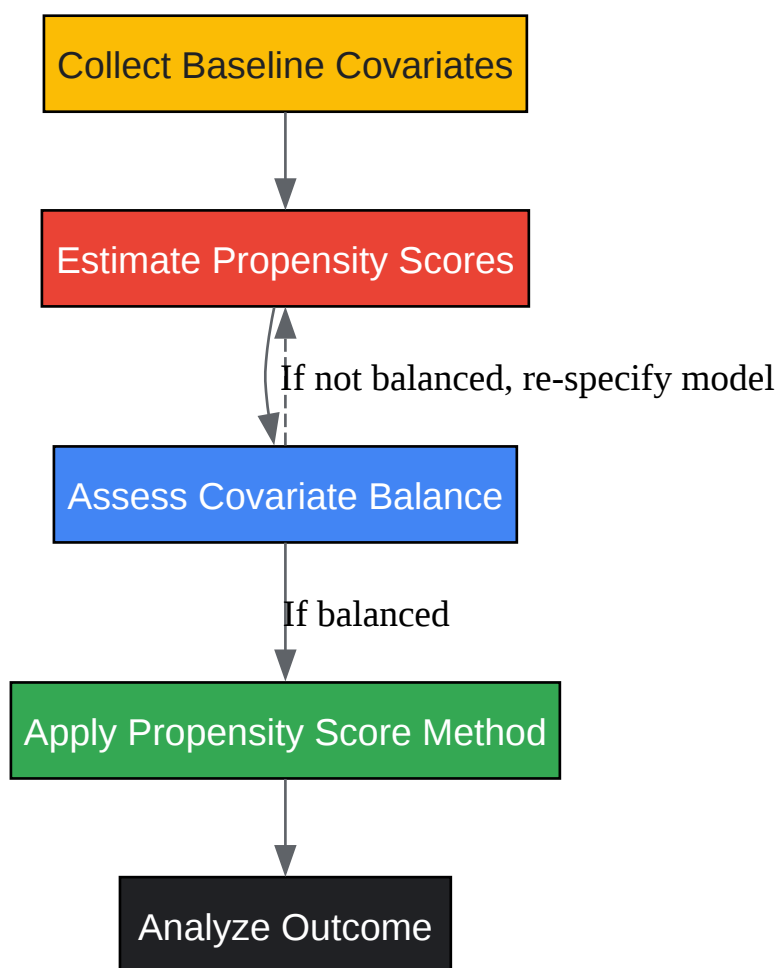 Collect Baseline Covariates
Estimate Propensity Scores
If not balanced, re-specify model
Assess Covariate Balance
If balanced
Apply Propensity Score Method
Analyze Outcome